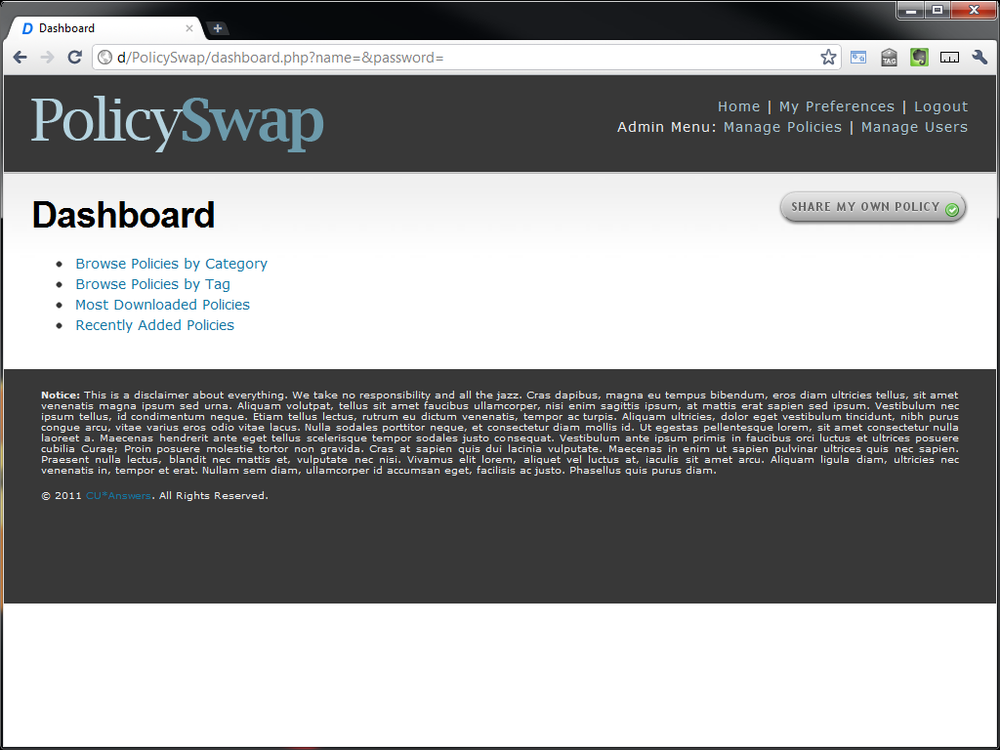 Dashboard
d/PolicySwap/dashboard.php?name=&password=
TAG
PolicySwap
Home | My Preferences | Logout
Admin Menu: Manage Policies | Manage Users
Dashboard
SHARE MY OWN POLICY
Browse Policies by Category
Browse Policies by Tag
Most Downloaded Policies
Recently Added Policies
Notice: This is a disclaimer about everything. We take no responsibility and all the jazz. Cras dapibus, magna eu tempus bibendum, eros diam ultricies tellus, sit amet
venenatis magna ipsum sed urna. Aliquam volutpat, tellus sit amet faucibus ullamcorper, nisi enim sagittis ipsum, at mattis erat sapien sed ipsum. Vestibulum nec
ipsum tellus, id condimentum neque. Etiam tellus lectus, rutrum eu dictum venenatis, tempor ac turpis. Aliquam ultricies, dolor eget vestibulum tincidunt, nibh purus
congue arcu, vitae varius eros odio vitae lacus. Nulla sodales porttitor neque, et consectetur diam mollis id. Ut egestas pellentesque lorem, sit amet consectetur nulla
laoreet a. Maecenas hendrerit ante eget tellus scelerisque tempor sodales justo consequat. Vestibulum ante ipsum primis in faucibus orci luctus et ultrices posuere
cubilia Curae; Proin posuere molestie tortor non gravida. Cras at sapien quis dui lacinia vulputate. Maecenas in enim ut sapien pulvinar ultrices quis nec sapien.
Praesent nulla lectus, blandit nec mattis et, vulputate nec nisi. Vivamus elit lorem, aliquet vel luctus at, iaculis sit amet arcu. Aliquam ligula diam, ultricies nec
venenatis in, tempor et erat. Nullam sem diam, ullamcorper id accumsan eget, facilisis ac justo. Phasellus quis purus diam.
© 2011 CU*Answers. All Rights Reserved.